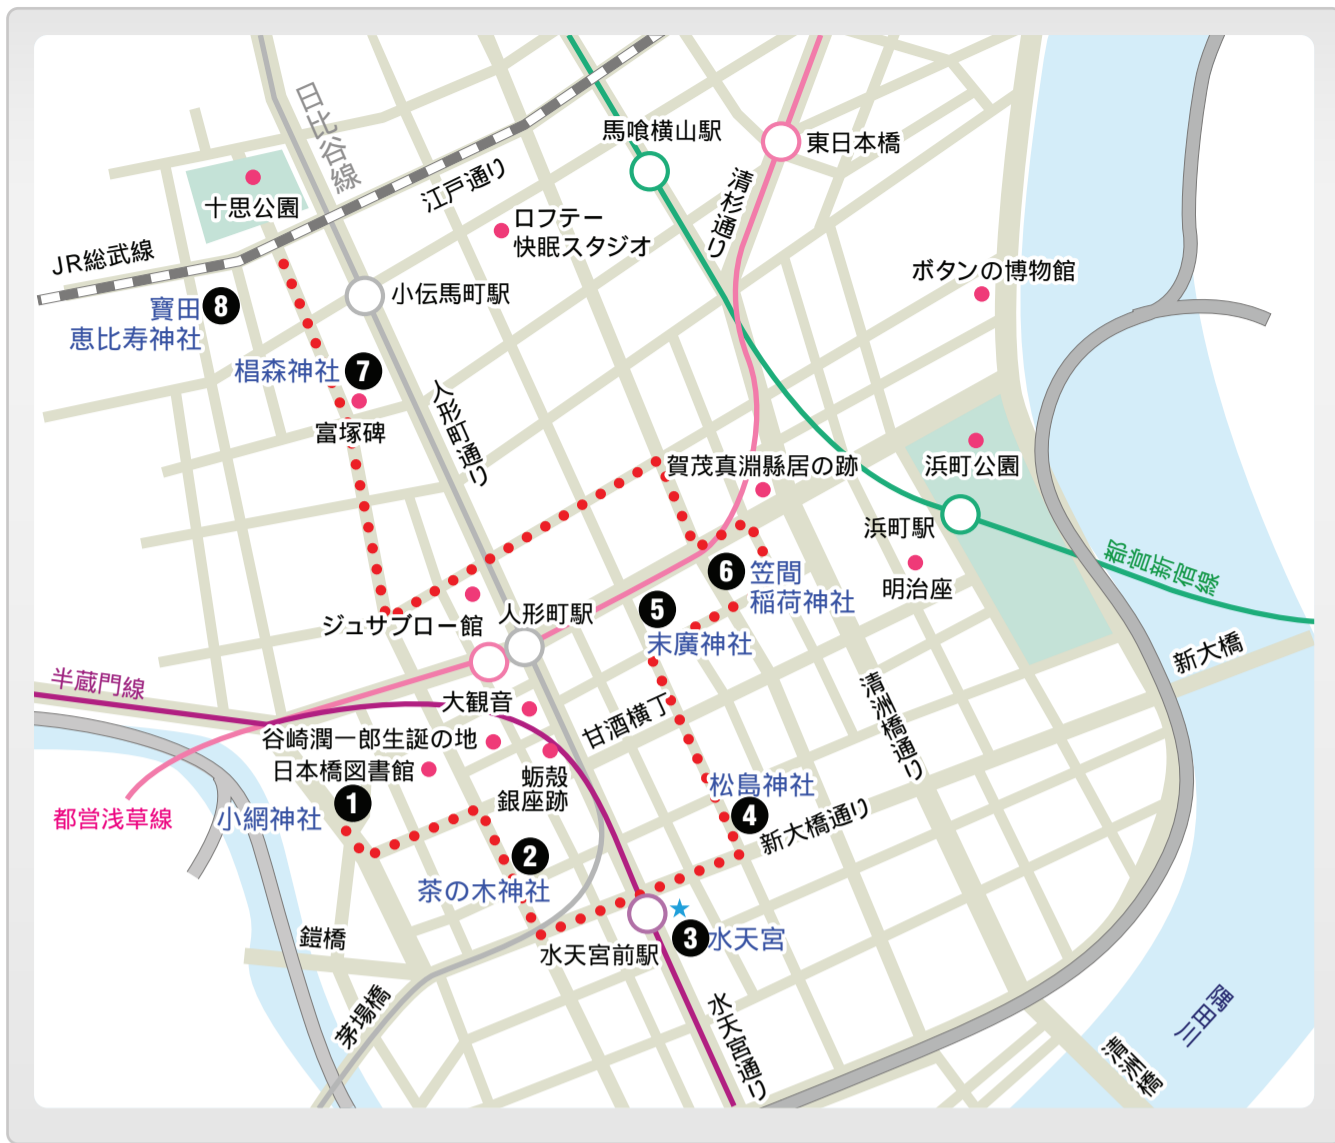 日比谷線
馬喰横山駅
東日本橋
清杉通り
江戸通り
十思公園
ロフテー
快眠スタジオ
JR総武線
ボタンの博物館
小伝馬町駅
寶田
恵比寿神社
8
椙森神社
7
人形町通り
富塚碑
賀茂真淵縣居の跡
浜町公園
浜町駅
都営新宿線
6
笠間
稲荷神社
明治座
5
末廣神社
人形町駅
ジュサブロー館
新大橋
半蔵門線
大観音
甘酒横丁
清洲橋通り
谷崎潤一郎生誕の地
日本橋図書館
蛎殻
銀座跡
松島神社
4
新大橋通り
都営浅草線
小網神社
1
2
茶の木神社
鎧橋
水天宮前駅
3
水天宮
茅場橋
水天宮通り
隅田三
清洲橋